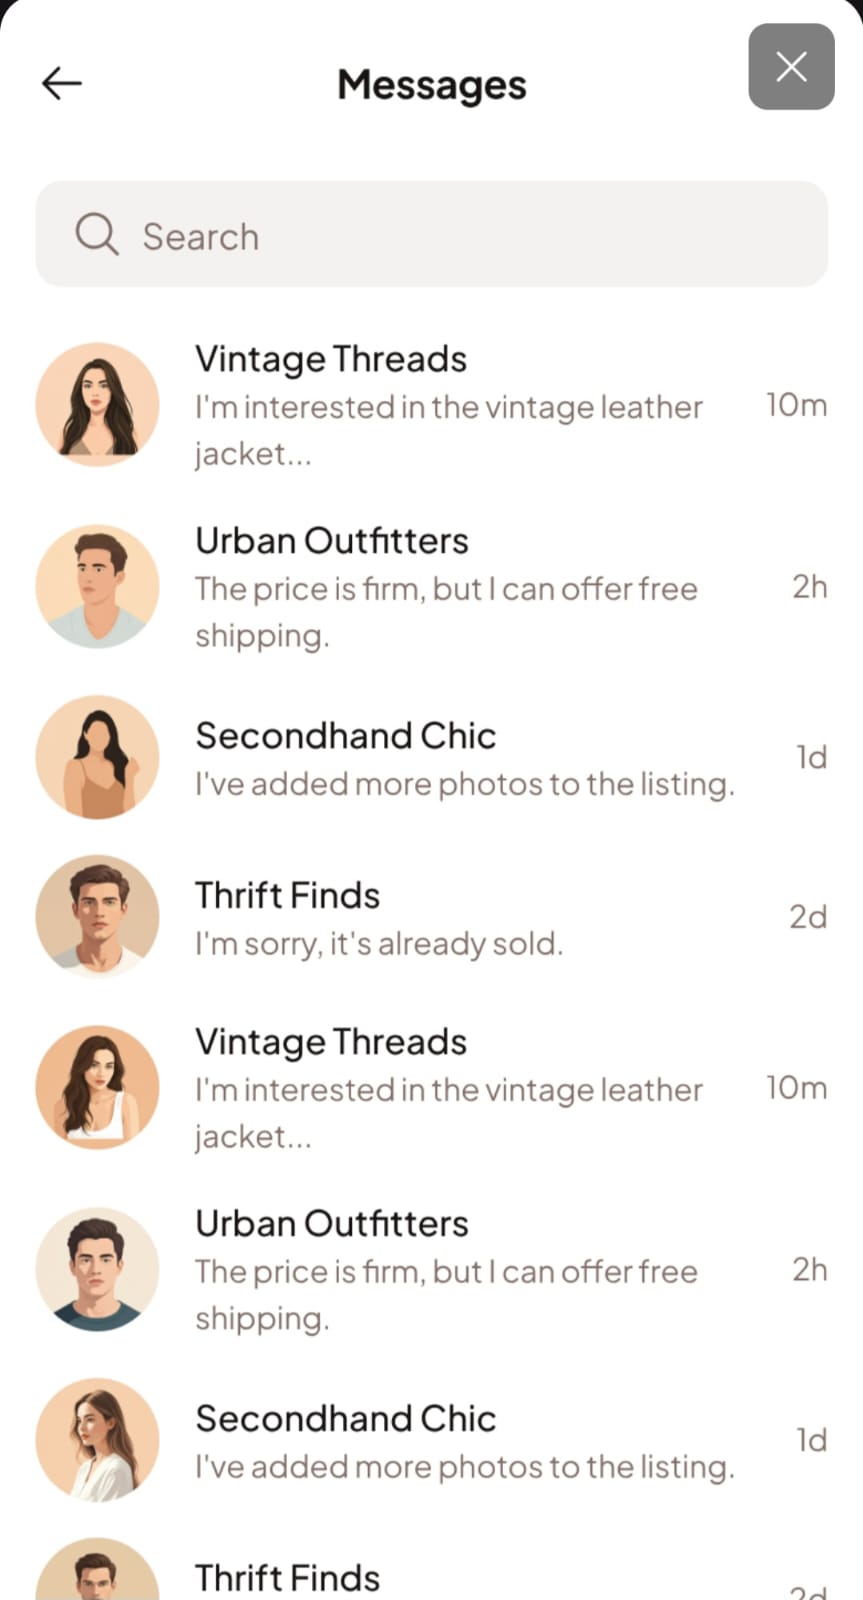 Messages
Search
Vintage Threads
I'm interested in the vintage leather
10m
jacket...
Urban Outfitters
The price is firm, but I can offer free
2h
shipping.
Secondhand Chic
1d
I've added more photos to the listing.
Thrift Finds
2d
I'm sorry, it's already sold.
Vintage Threads
I'm interested in the vintage leather
10m
jacket...
Urban Outfitters
The price is firm, but I can offer free
2h
shipping.
Secondhand Chic
1d
I've added more photos to the listing.
Thrift Finds
2d